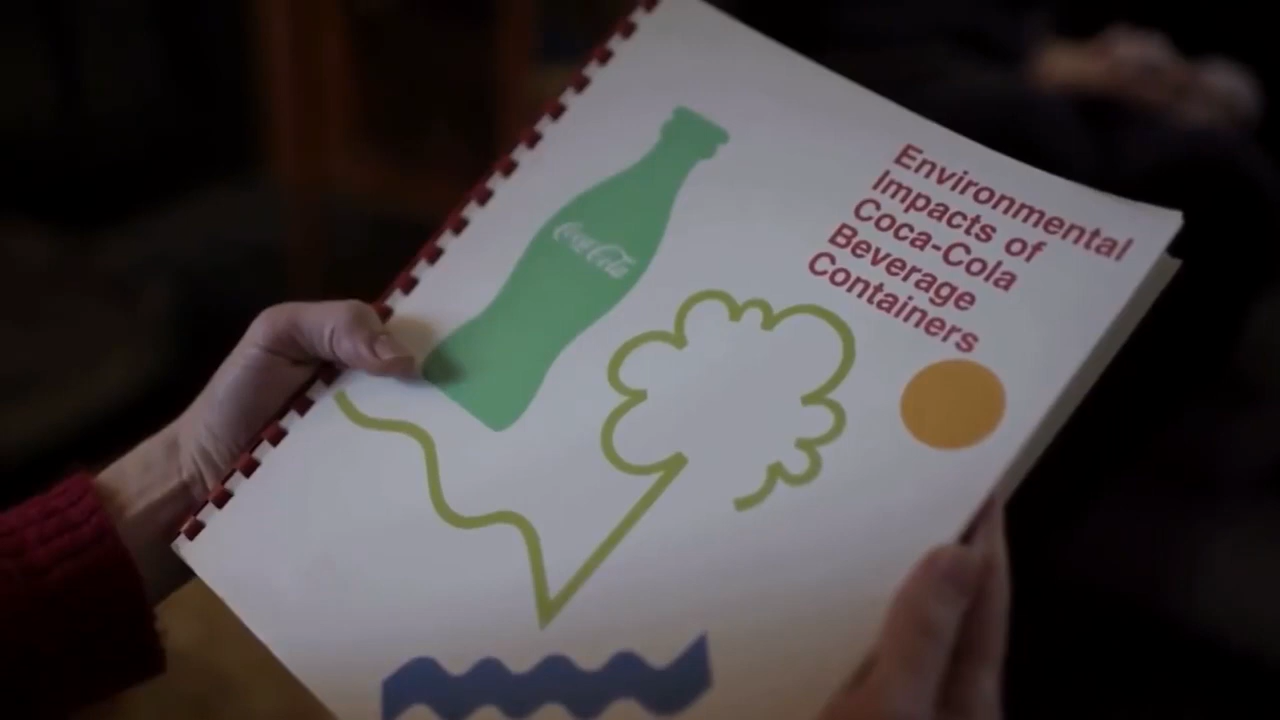 Environmental
Impacts of
Coca-Cola
Beverage
Containers
Coca-Cola